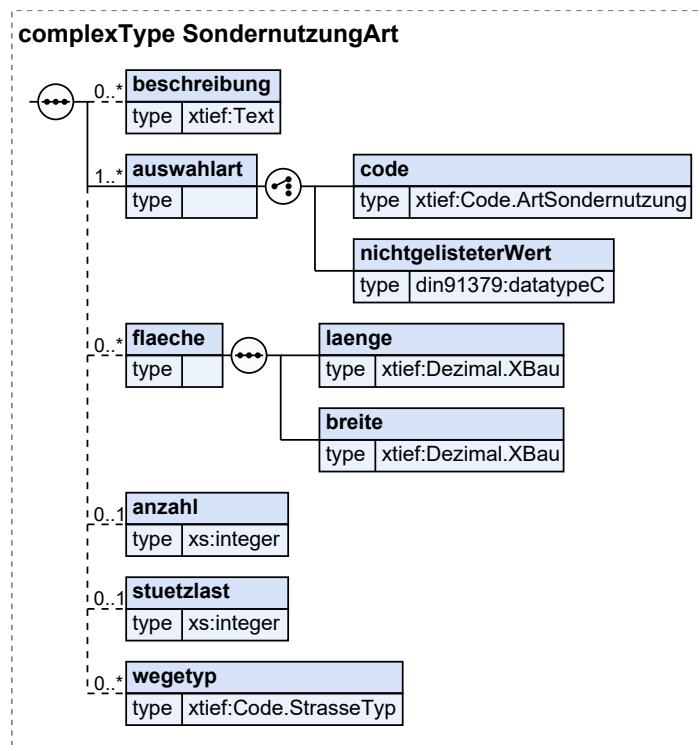 complexType SondernutzungArt
0..* beschreibung
type xtief:Text
1..* auswahlart
type
code
type xtief:Code.ArtSondernutzung
nichtgelisteterWert
type din91379:datatypeC
0..* flaeche
type
laenge
type xtief:Dezimal.XBau
breite
type xtief:Dezimal.XBau
0..1 anzahl
type xs:integer
0..1 stuetzlast
type xs:integer
0..* wegetyp
type xtief:Code.StrasseTyp